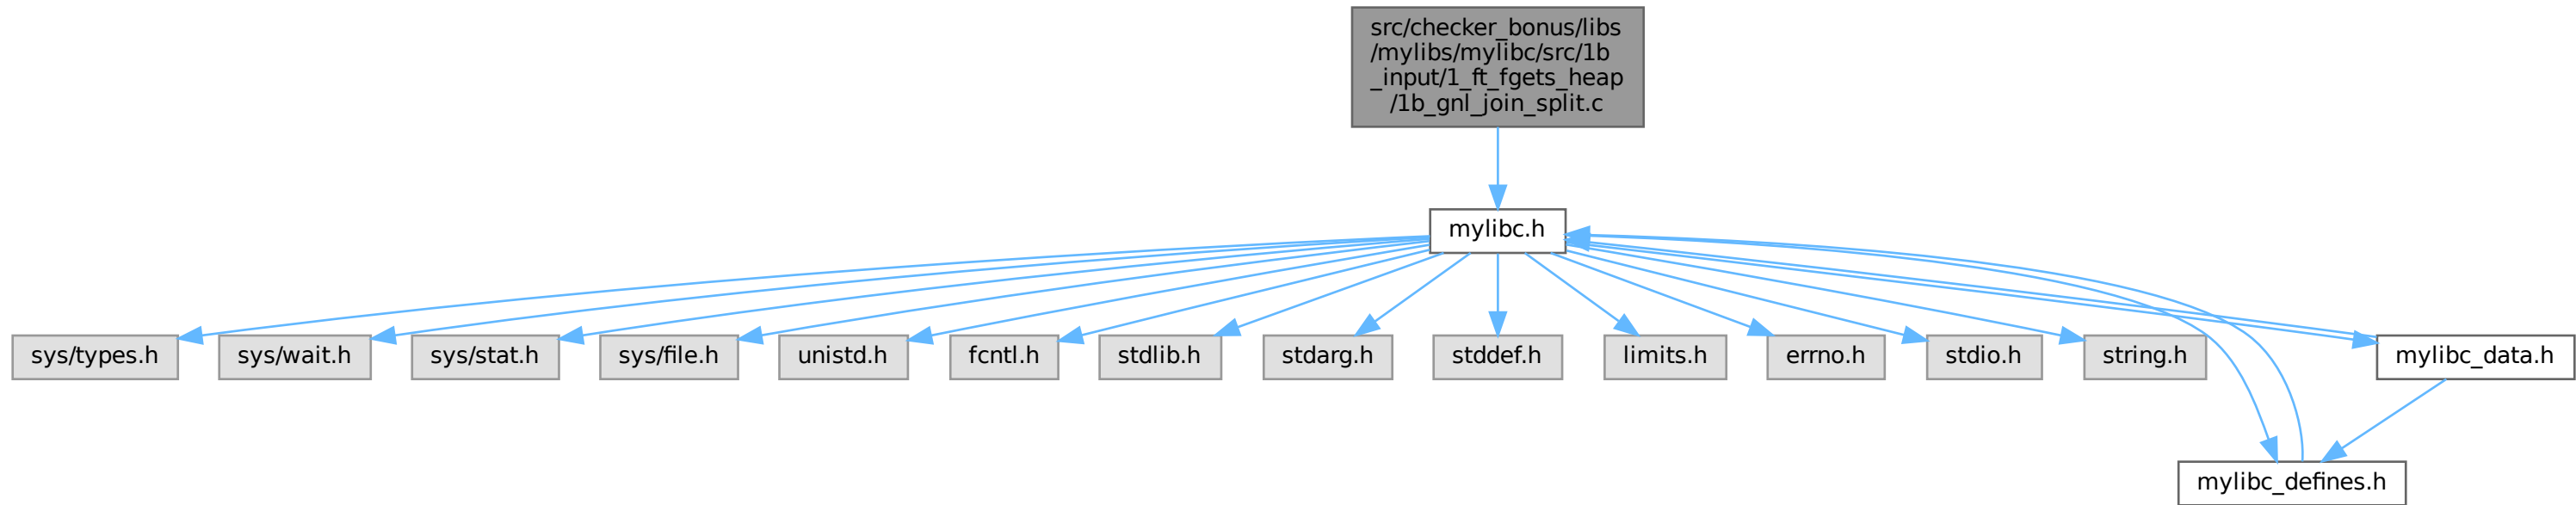 src/checker_bonus/libs
/mylibs/mylibc/src/1b
_input/1_ft_fgets_heap
/1b_gnl_join_split.c
mylibc.h
sys/types.h
sys/wait.h
sys/stat.h
sys/file.h
unistd.h
fcntl.h
stdlib.h
stdarg.h
stddef.h
limits.h
errno.h
stdio.h
string.h
mylibc_data.h
mylibc_defines.h